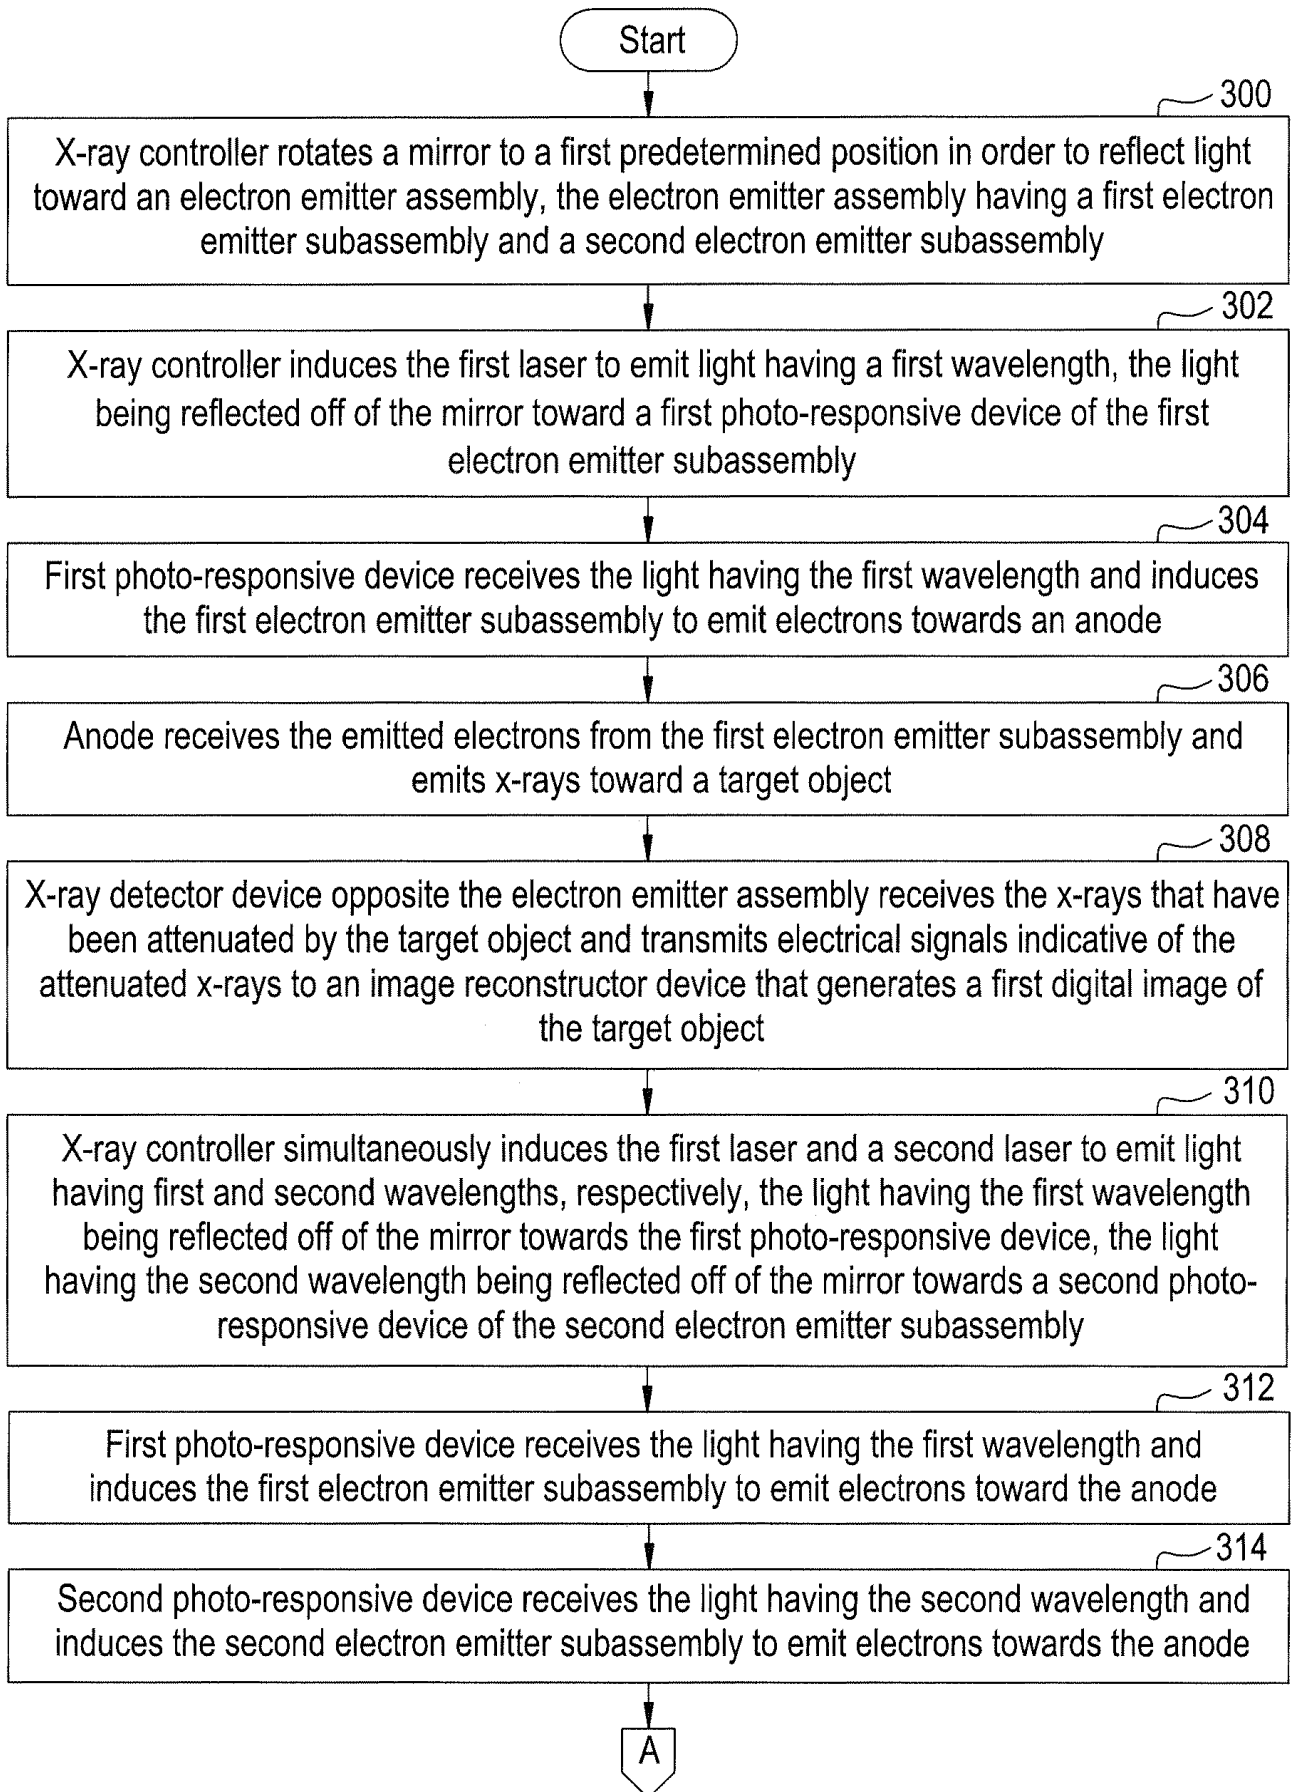 Start
300
X-ray controller rotates a mirror to a first predetermined position in order to reflect light
toward an electron emitter assembly, the electron emitter assembly having a first electron
emitter subassembly and a second electron emitter subassembly
302
X-ray controller induces the first laser to emit light having a first wavelength, the light
being reflected off of the mirror toward a first photo-responsive device of the first
electron emitter subassembly
304
First photo-responsive device receives the light having the first wavelength and induces
the first electron emitter subassembly to emit electrons towards an anode
306
Anode receives the emitted electrons from the first electron emitter subassembly and
emits x-rays toward a target object
308
X-ray detector device opposite the electron emitter assembly receives the x-rays that have
been attenuated by the target object and transmits electrical signals indicative of the
attenuated x-rays to an image reconstructor device that generates a first digital image of
the target object
310
X-ray controller simultaneously induces the first laser and a second laser to emit light
having first and second wavelengths, respectively, the light having the first wavelength
being reflected off of the mirror towards the first photo-responsive device, the light
having the second wavelength being reflected off of the mirror towards a second photo-
responsive device of the second electron emitter subassembly
312
First photo-responsive device receives the light having the first wavelength and
induces the first electron emitter subassembly to emit electrons toward the anode
314
Second photo-responsive device receives the light having the second wavelength and
induces the second electron emitter subassembly to emit electrons towards the anode
A